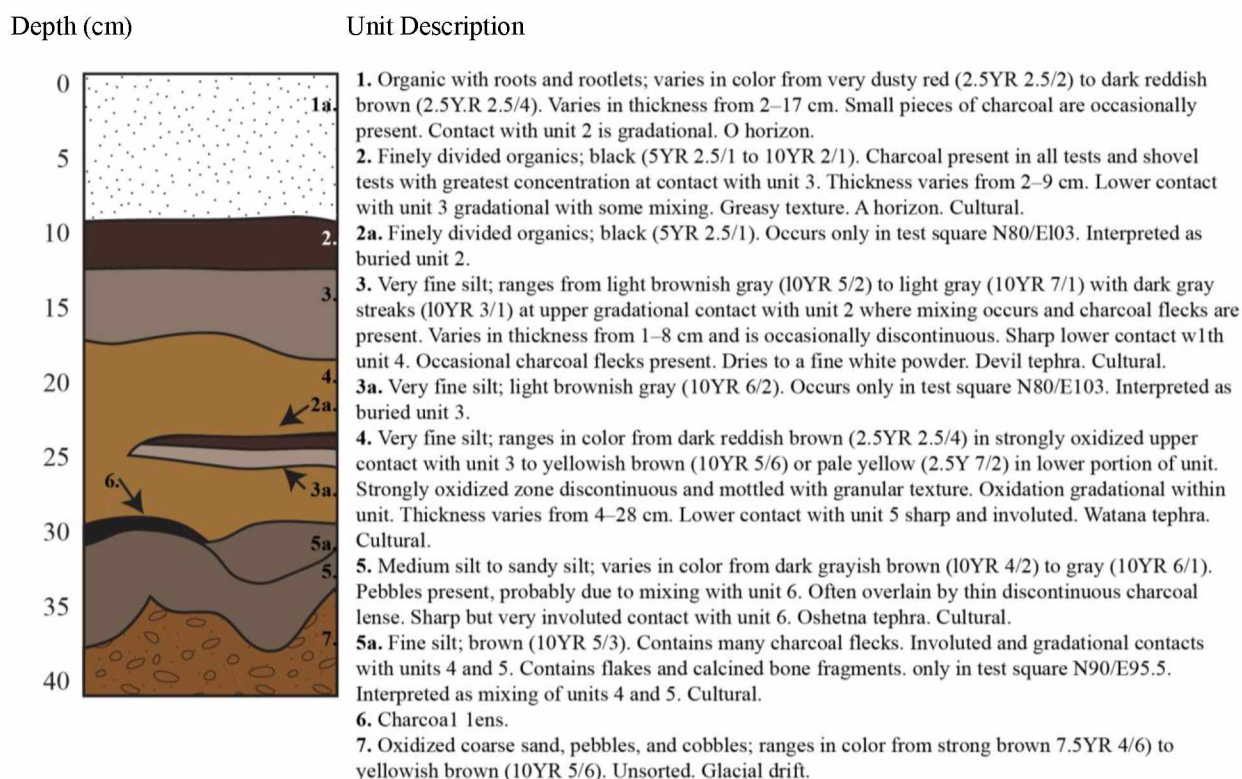 Depth (cm)
Unit Description
0
5
10
15
20
25
30
35
40
1a.
2.
3.
4.
2a.
3a.
6.
5a.
5.
7.
1. Organic with roots and rootlets; varies in color from very dusty red (2.5YR 2.5/2) to dark reddish
brown (2.5Y.R 2.5/4). Varies in thickness from 2–17 cm. Small pieces of charcoal are occasionally
present. Contact with unit 2 is gradational. O horizon.
2. Finely divided organics; black (5YR 2.5/1 to 10YR 2/1). Charcoal present in all tests and shovel
tests with greatest concentration at contact with unit 3. Thickness varies from 2–9 cm. Lower contact
with unit 3 gradational with some mixing. Greasy texture. A horizon. Cultural.
2a. Finely divided organics; black (5YR 2.5/1). Occurs only in test square N80/El03. Interpreted as
buried unit 2.
3. Very fine silt; ranges from light brownish gray (l0YR 5/2) to light gray (10YR 7/1) with dark gray
streaks (l0YR 3/1) at upper gradational contact with unit 2 where mixing occurs and charcoal flecks are
present. Varies in thickness from 1–8 cm and is occasionally discontinuous. Sharp lower contact w1th
unit 4. Occasional charcoal flecks present. Dries to a fine white powder. Devil tephra. Cultural.
3a. Very fine silt; light brownish gray (10YR 6/2). Occurs only in test square N80/E103. Interpreted as
buried unit 3.
4. Very fine silt; ranges in color from dark reddish brown (2.5YR 2.5/4) in strongly oxidized upper
contact with unit 3 to yellowish brown (10YR 5/6) or pale yellow (2.5Y 7/2) in lower portion of unit.
Strongly oxidized zone discontinuous and mottled with granular texture. Oxidation gradational within
unit. Thickness varies from 4–28 cm. Lower contact with unit 5 sharp and involuted. Watana tephra.
Cultural.
5. Medium silt to sandy silt; varies in color from dark grayish brown (l0YR 4/2) to gray (10YR 6/1).
Pebbles present, probably due to mixing with unit 6. Often overlain by thin discontinuous charcoal
lense. Sharp but very involuted contact with unit 6. Oshetna tephra. Cultural.
5a. Fine silt; brown (10YR 5/3). Contains many charcoal flecks. Involuted and gradational contacts
with units 4 and 5. Contains flakes and calcined bone fragments. only in test square N90/E95.5.
Interpreted as mixing of units 4 and 5. Cultural.
6. Charcoa1 1ens.
7. Oxidized coarse sand, pebbles, and cobbles; ranges in color from strong brown 7.5YR 4/6) to
yellowish brown (10YR 5/6). Unsorted. Glacial drift.